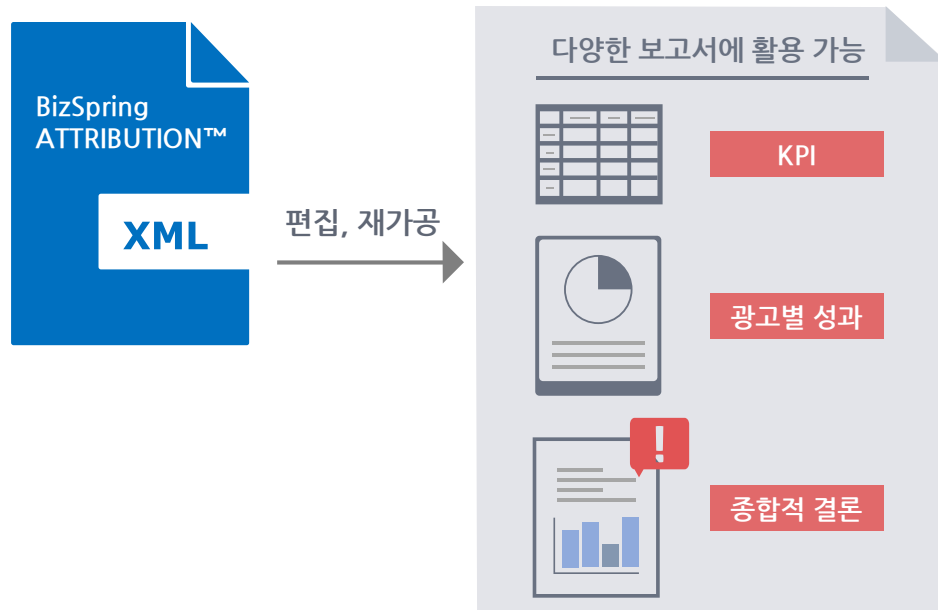 BizSpring
ATTRIBUTION™
XML
편집, 재가공
다양한 보고서에 활용 가능
KPI
광고별 성과
!
종합적 결론